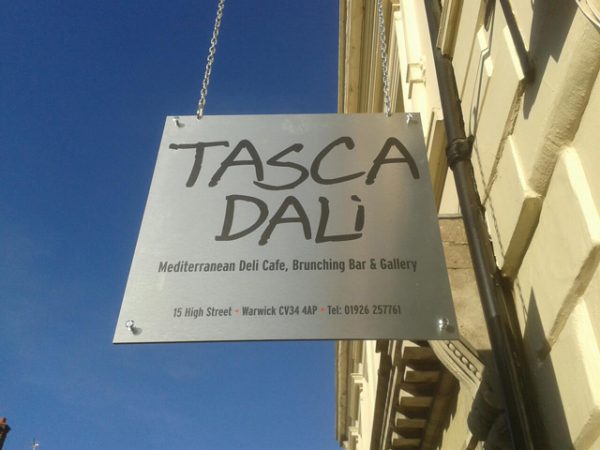 TASCA
DALi
Mediterranean Deli Cafe, Brunching Bar & Gallery
15 High Street • Warwick CV34 4AP • Tel: 01926 257761